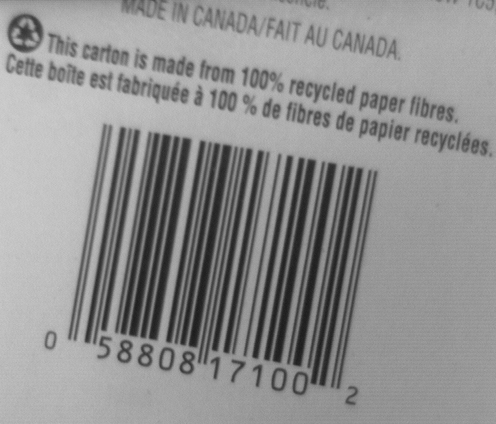 MADE IN CANADA/FAIT AU CANADA.
This carton is made from 100% recycled paper fibres.
Cette boîte est fabriquée à 100 % de fibres de papier recyclées.
0 58808 17100 2